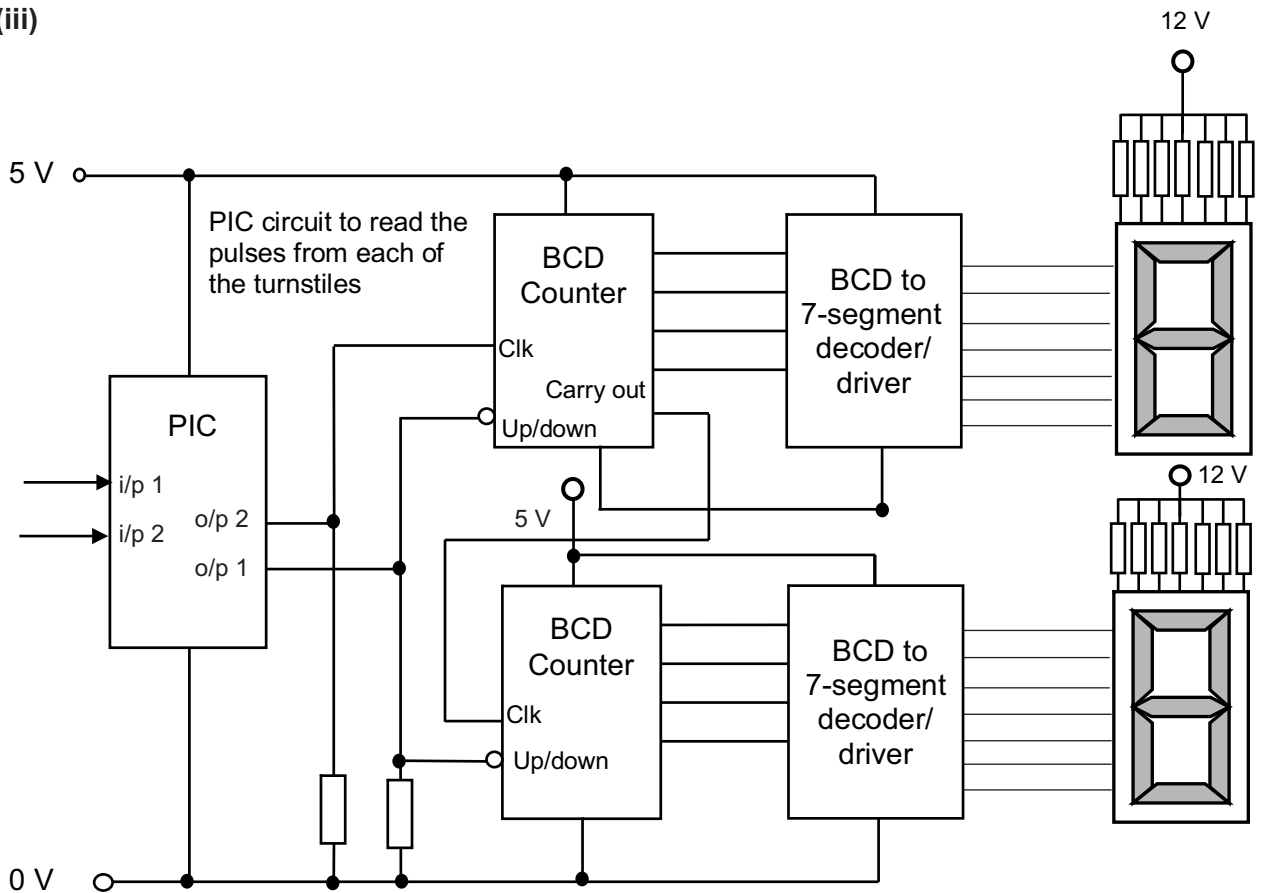 (iii)
12 V
5 V
PIC circuit to read the
pulses from each of
the turnstiles
BCD
Counter
Clk
Carry out
Up/down
BCD to
7-segment
decoder/
driver
PIC
i/p 1
i/p 2
o/p 2
o/p 1
12 V
5 V
BCD
Counter
Clk
Up/down
BCD to
7-segment
decoder/
driver
0 V